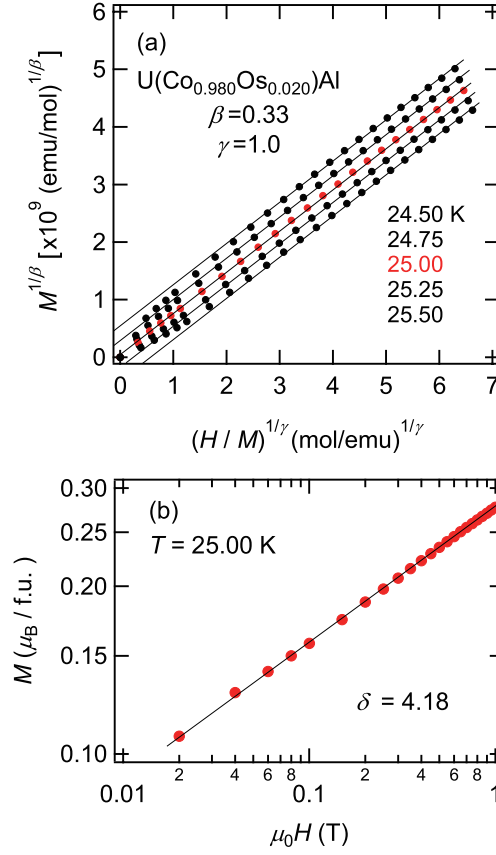 (a)
U(Co0.980Os0.020)Al
β = 0.33
γ = 1.0
M^1/β [x10^9 (emu/mol)^1/β]
6
5
4
3
2
1
0
24.50 K
24.75
25.00
25.25
25.50
0 1 2 3 4 5 6 7
(H / M)^1/γ (mol/emu)^1/γ
(b)
T = 25.00 K
M (μB / f.u.)
0.30
0.25
0.20
0.15
0.10
δ = 4.18
2 4 6 8 2 4 6 8
0.01 0.1 1
μ0H (T)